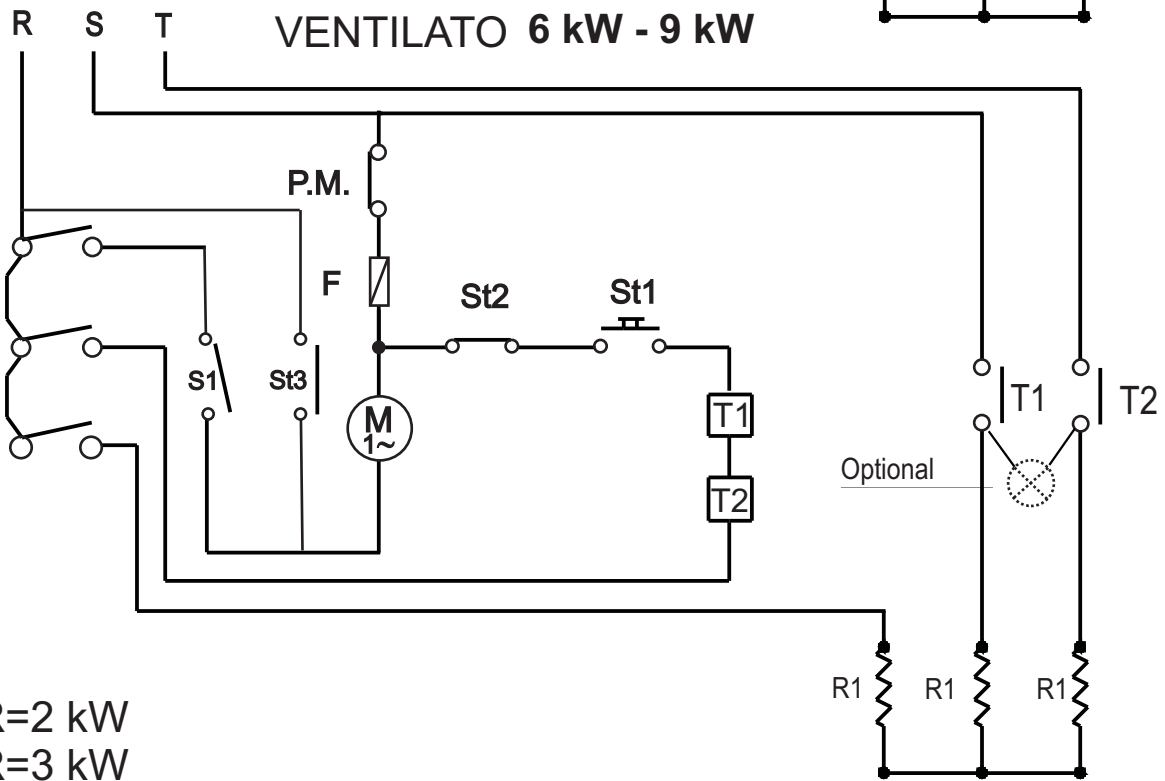 R S T VENTILATO 6 kW - 9 kW
P.M.
F
St2
St1
S1
St3
M
1~
T1
T2
T1
T2
Optional
R1
R1
R1
R=2 kW
R=3 kW